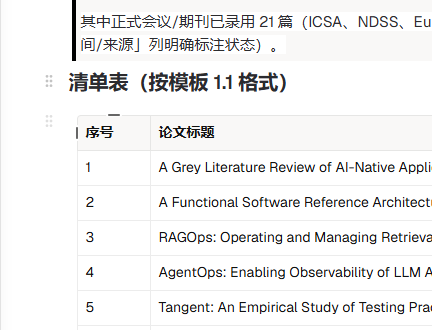 其中正式会议/期刊已录用 21 篇（ICSA、NDSS、Eu
间/来源」列明确标注状态）。
清单表（按模板 1.1 格式）
序号 论文标题
1 A Grey Literature Review of AI-Native Appli
2 A Functional Software Reference Architect
3 RAGOps: Operating and Managing Retrieva
4 AgentOps: Enabling Observability of LLM A
5 Tangent: An Empirical Study of Testing Prac